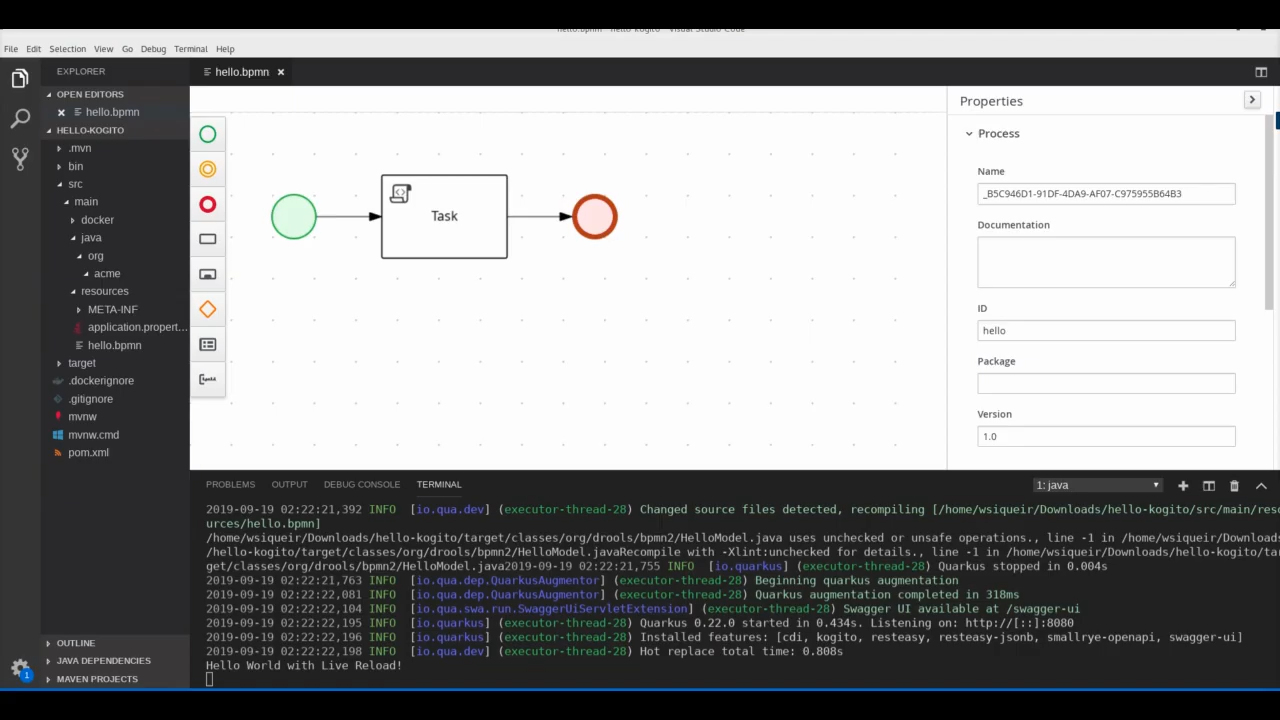 hello.bpmn - hello-kogito - Visual Studio Code
File Edit Selection View Go Debug Terminal Help
EXPLORER
OPEN EDITORS
hello.bpmn
HELLO-KOGITO
.mvn
bin
src
main
docker
java
org
acme
resources
META-INF
application.propert...
hello.bpmn
target
.dockerignore
.gitignore
mvnw
mvnw.cmd
pom.xml
OUTLINE
JAVA DEPENDENCIES
MAVEN PROJECTS
1
hello.bpmn
Task
Properties
Process
Name
_B5C946D1-91DF-4DA9-AF07-C975955B64B3
Documentation
ID
hello
Package
Version
1.0
PROBLEMS OUTPUT DEBUG CONSOLE TERMINAL
1: java
2019-09-19 02:22:21,392 INFO [io.qua.dev] (executor-thread-28) Changed source files detected, recompiling [/home/wsiqueir/Downloads/hello-kogito/src/main/reso
urces/hello.bpmn]
/home/wsiqueir/Downloads/hello-kogito/target/classes/org/drools/bpmn2/HelloModel.java uses unchecked or unsafe operations., line -1 in /home/wsiqueir/Downloads
/hello-kogito/target/classes/org/drools/bpmn2/HelloModel.javaRecompile with -Xlint:unchecked for details., line -1 in /home/wsiqueir/Downloads/hello-kogito/tar
get/classes/org/drools/bpmn2/HelloModel.java2019-09-19 02:22:21,755 INFO [io.quarkus] (executor-thread-28) Quarkus stopped in 0.004s
2019-09-19 02:22:21,763 INFO [io.qua.dep.QuarkusAugmentor] (executor-thread-28) Beginning quarkus augmentation
2019-09-19 02:22:22,081 INFO [io.qua.dep.QuarkusAugmentor] (executor-thread-28) Quarkus augmentation completed in 318ms
2019-09-19 02:22:22,104 INFO [io.qua.swa.run.SwaggerUiServletExtension] (executor-thread-28) Swagger UI available at /swagger-ui
2019-09-19 02:22:22,195 INFO [io.quarkus] (executor-thread-28) Quarkus 0.22.0 started in 0.434s. Listening on: http://[::]:8080
2019-09-19 02:22:22,196 INFO [io.quarkus] (executor-thread-28) Installed features: [cdi, kogito, resteasy, resteasy-jsonb, smallrye-openapi, swagger-ui]
2019-09-19 02:22:22,198 INFO [io.qua.dev] (executor-thread-28) Hot replace total time: 0.808s
Hello World with Live Reload!